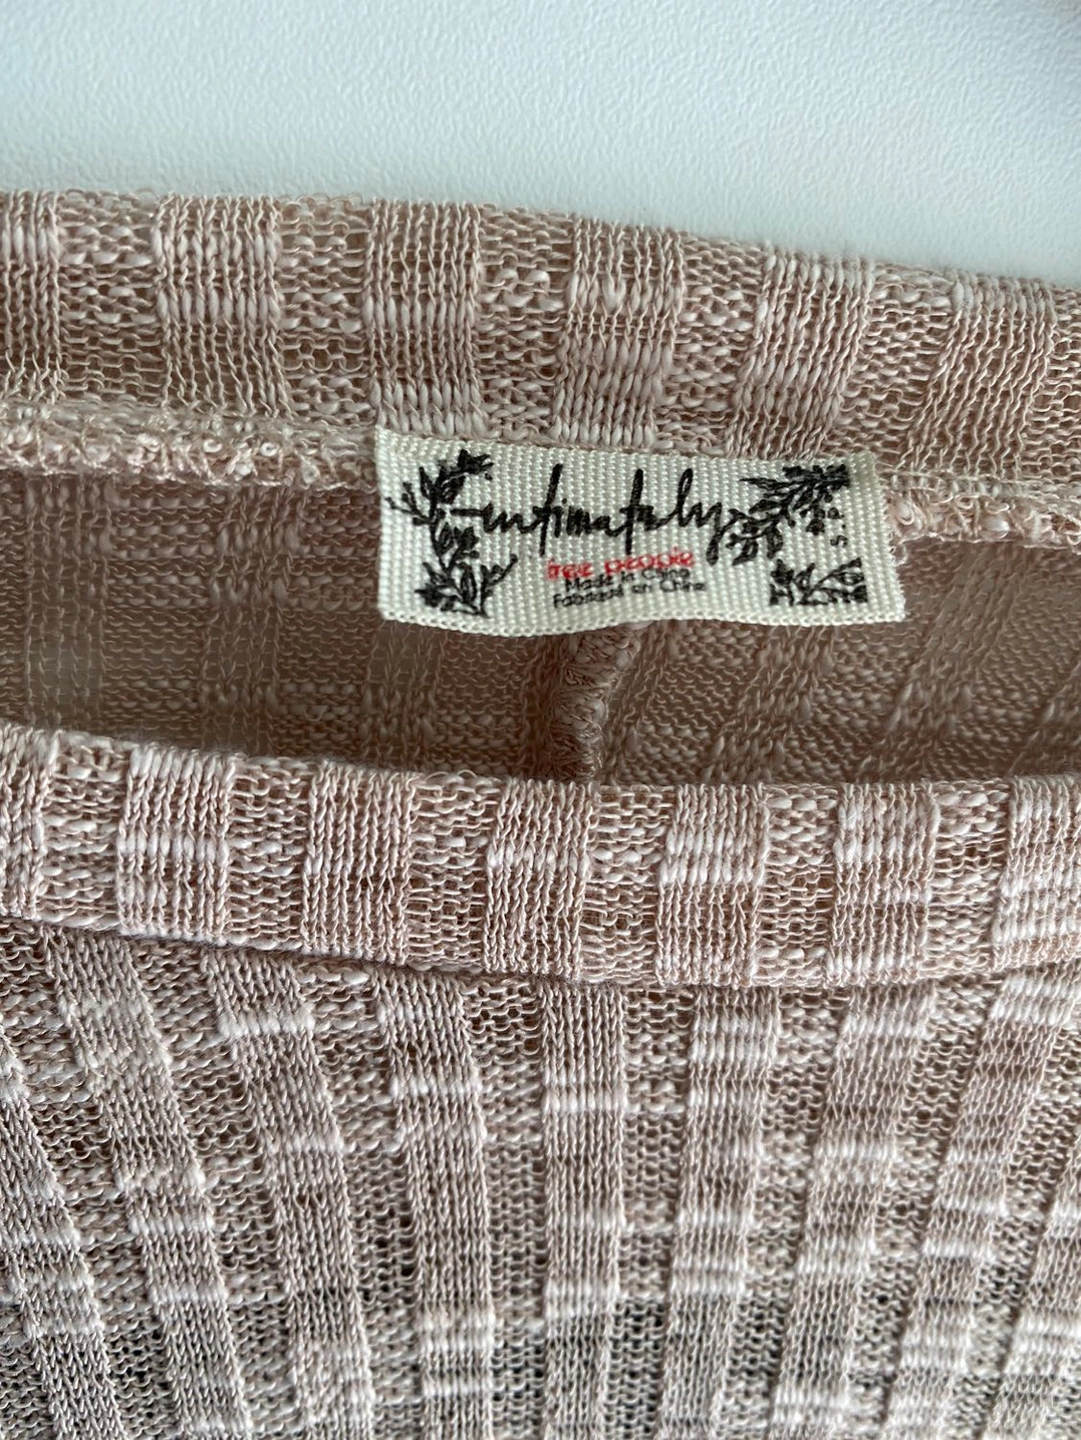 intimately
free people
Made in China
Fabriqué en Chine